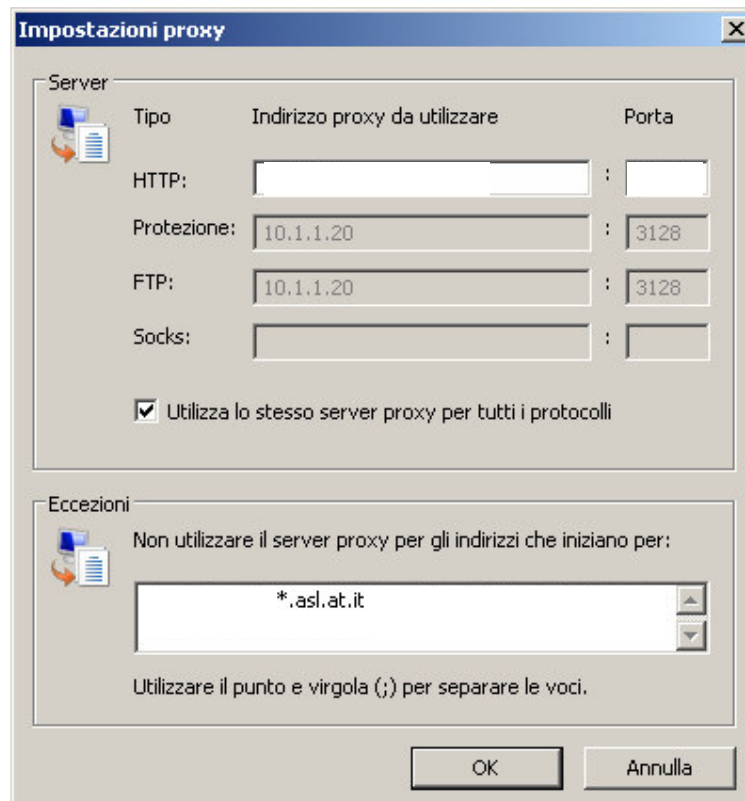 Impostazioni proxy
Server
Tipo Indirizzo proxy da utilizzare Porta
HTTP: :
Protezione: 10.1.1.20 : 3128
FTP: 10.1.1.20 : 3128
Socks: :
Utilizza lo stesso server proxy per tutti i protocolli
Eccezioni
Non utilizzare il server proxy per gli indirizzi che iniziano per:
*.asl.at.it
Utilizzare il punto e virgola (;) per separare le voci.
OK Annulla